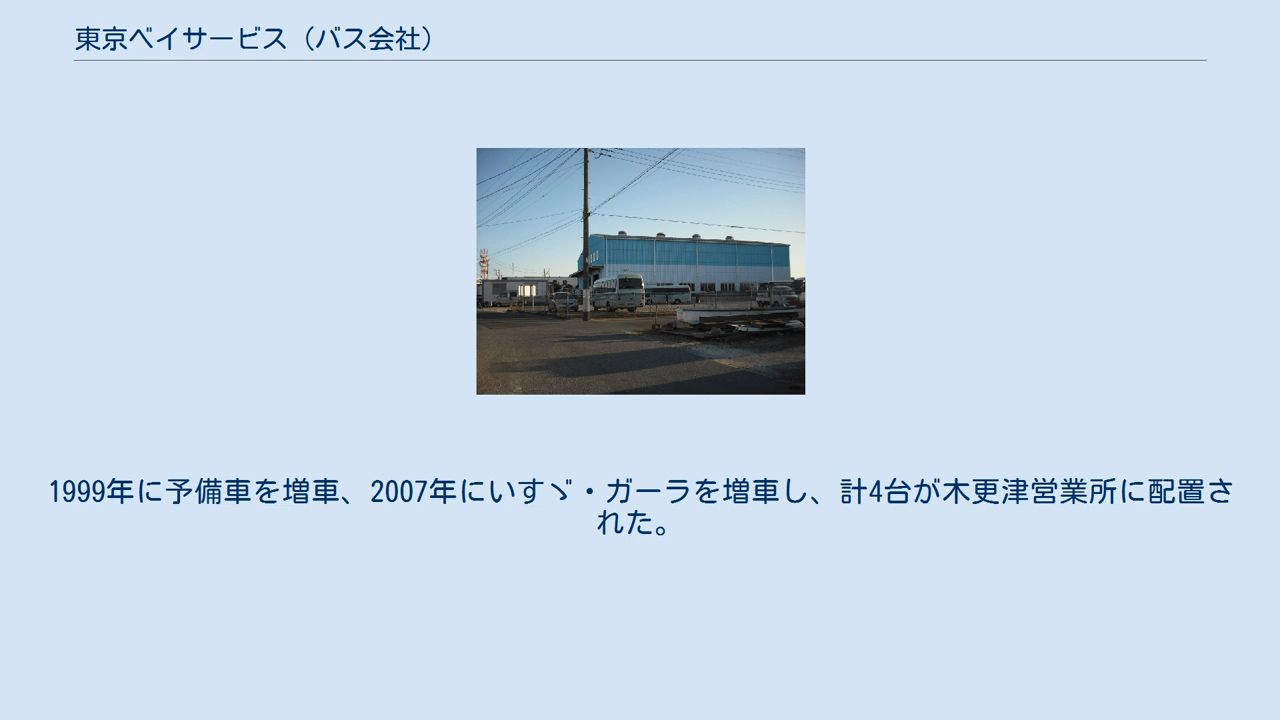 東京ベイサービス（バス会社）
1999年に予備車を増車、2007年にいすゞ・ガーラを増車し、計4台が木更津営業所に配置さ
れた。